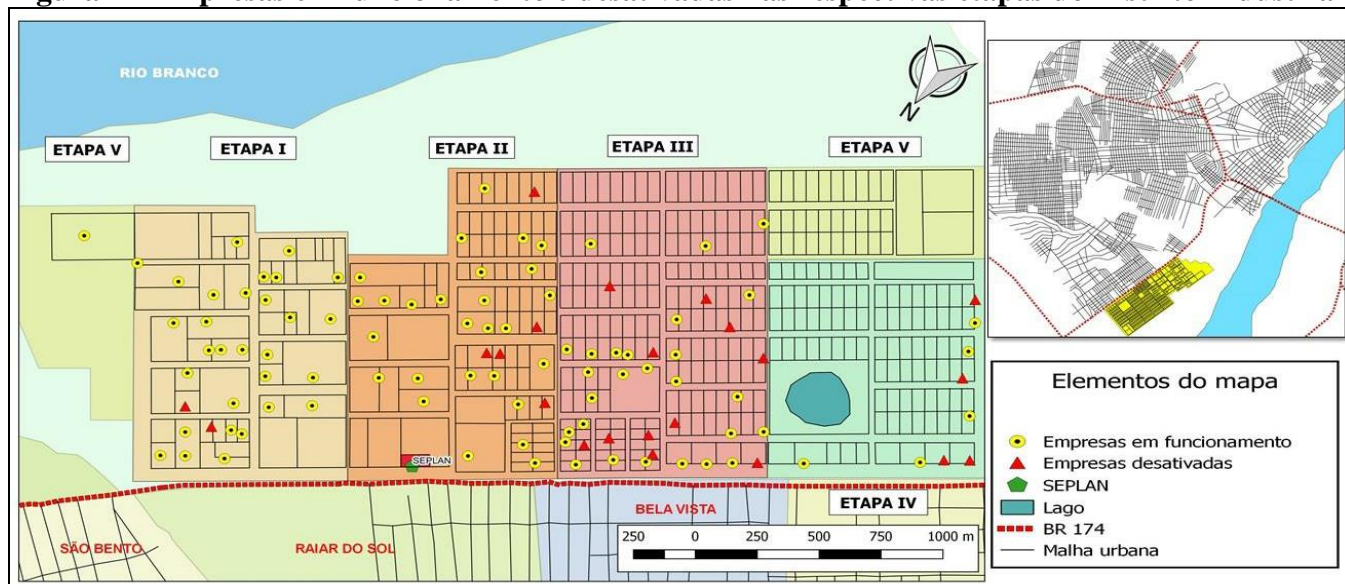 RIO BRANCO
N
ETAPA V
ETAPA I
ETAPA II
ETAPA III
ETAPA V
SEPLAN
ETAPA IV
BELA VISTA
SÃO BENTO
RAIAR DO SOL
250 0 250 500 750 1000 m
Elementos do mapa
Empresas em funcionamento
Empresas desativadas
SEPLAN
Lago
BR 174
Malha urbana